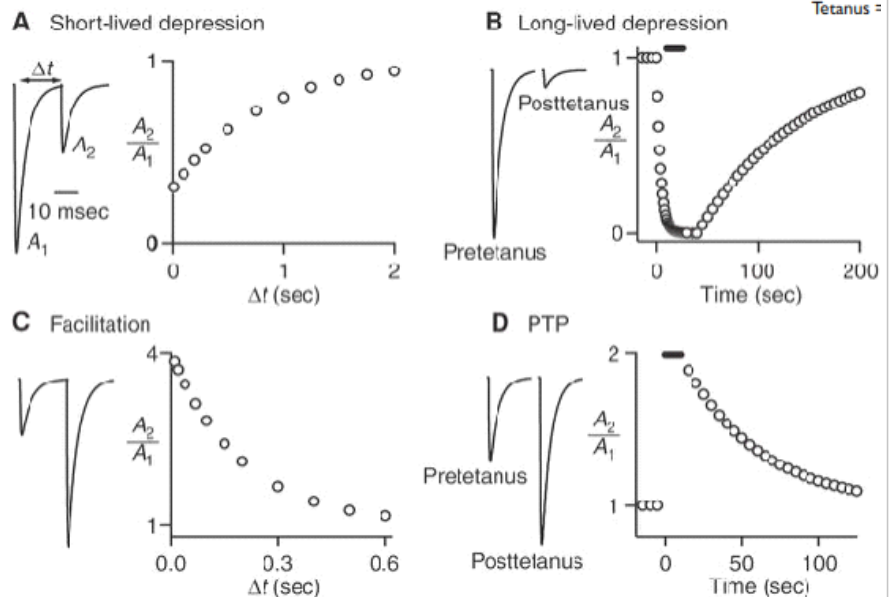 Tetanus =
A Short-lived depression
Δt
A2
10 msec
A1
A2
A1
1
0
0 1 2
Δt (sec)
B Long-lived depression
Posttetanus
Pretetanus
A2
A1
1
0
0 100 200
Time (sec)
C Facilitation
A2
A1
4
1
0.0 0.3 0.6
Δt (sec)
D PTP
Pretetanus
Posttetanus
A2
A1
2
1
0 50 100
Time (sec)